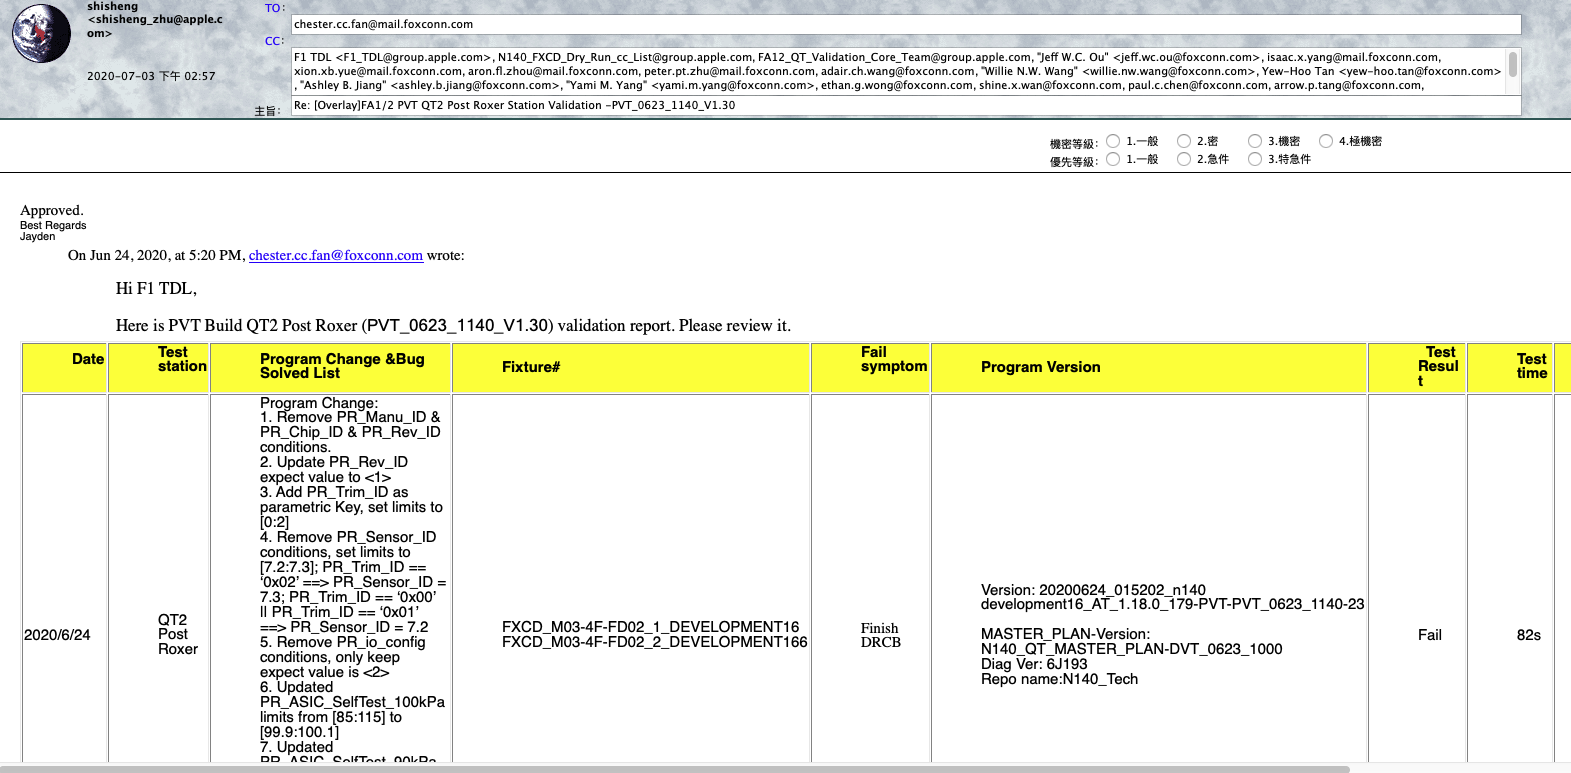 shisheng
<shisheng_zhu@apple.c
om>
2020-07-03 下午 02:57
TO:
chester.cc.fan@mail.foxconn.com
CC:
F1 TDL <F1_TDL@group.apple.com>, N140_FXCD_Dry_Run_cc_List@group.apple.com, FA12_QT_Validation_Core_Team@group.apple.com, "Jeff W.C. Ou" <jeff.wc.ou@foxconn.com>, isaac.x.yang@mail.foxconn.com,
xion.xb.yue@mail.foxconn.com, aron.fl.zhou@mail.foxconn.com, peter.pt.zhu@mail.foxconn.com, adair.ch.wang@foxconn.com, "Willie N.W. Wang" <willie.nw.wang@foxconn.com>, Yew-Hoo Tan <yew-hoo.tan@foxconn.com>
, "Ashley B. Jiang" <ashley.b.jiang@foxconn.com>, "Yami M. Yang" <yami.m.yang@foxconn.com>, ethan.g.wong@foxconn.com, shine.x.wan@foxconn.com, paul.c.chen@foxconn.com, arrow.p.tang@foxconn.com,
主旨:
Re: [Overlay]FA1/2 PVT QT2 Post Roxer Station Validation -PVT_0623_1140_V1.30
機密等級: 1.一般 2.密 3.機密 4.極機密
優先等級: 1.一般 2.急件 3.特急件
Approved.
Best Regards
Jayden
On Jun 24, 2020, at 5:20 PM, chester.cc.fan@foxconn.com wrote:
Hi F1 TDL,
Here is PVT Build QT2 Post Roxer (PVT_0623_1140_V1.30) validation report. Please review it.
Date
Test
station
Program Change &Bug
Solved List
Fixture#
Fail
symptom
Program Version
Test
Resul
t
Test
time
2020/6/24
QT2
Post
Roxer
Program Change:
1. Remove PR_Manu_ID &
PR_Chip_ID & PR_Rev_ID
conditions.
2. Update PR_Rev_ID
expect value to <1>
3. Add PR_Trim_ID as
parametric Key, set limits to
[0:2]
4. Remove PR_Sensor_ID
conditions, set limits to
[7.2:7.3]; PR_Trim_ID ==
‘0x02’ ==> PR_Sensor_ID =
7.3; PR_Trim_ID == ‘0x00’
|| PR_Trim_ID == ‘0x01’
==> PR_Sensor_ID = 7.2
5. Remove PR_io_config
conditions, only keep
expect value is <2>
6. Updated
PR_ASIC_SelfTest_100kPa
limits from [85:115] to
[99.9:100.1]
7. Updated
PR_ASIC_SelfTest_90kPa
FXCD_M03-4F-FD02_1_DEVELOPMENT16
FXCD_M03-4F-FD02_2_DEVELOPMENT166
Finish
DRCB
Version: 20200624_015202_n140
development16_AT_1.18.0_179-PVT-PVT_0623_1140-23
MASTER_PLAN-Version:
N140_QT_MASTER_PLAN-DVT_0623_1000
Diag Ver: 6J193
Repo name:N140_Tech
Fail
82s